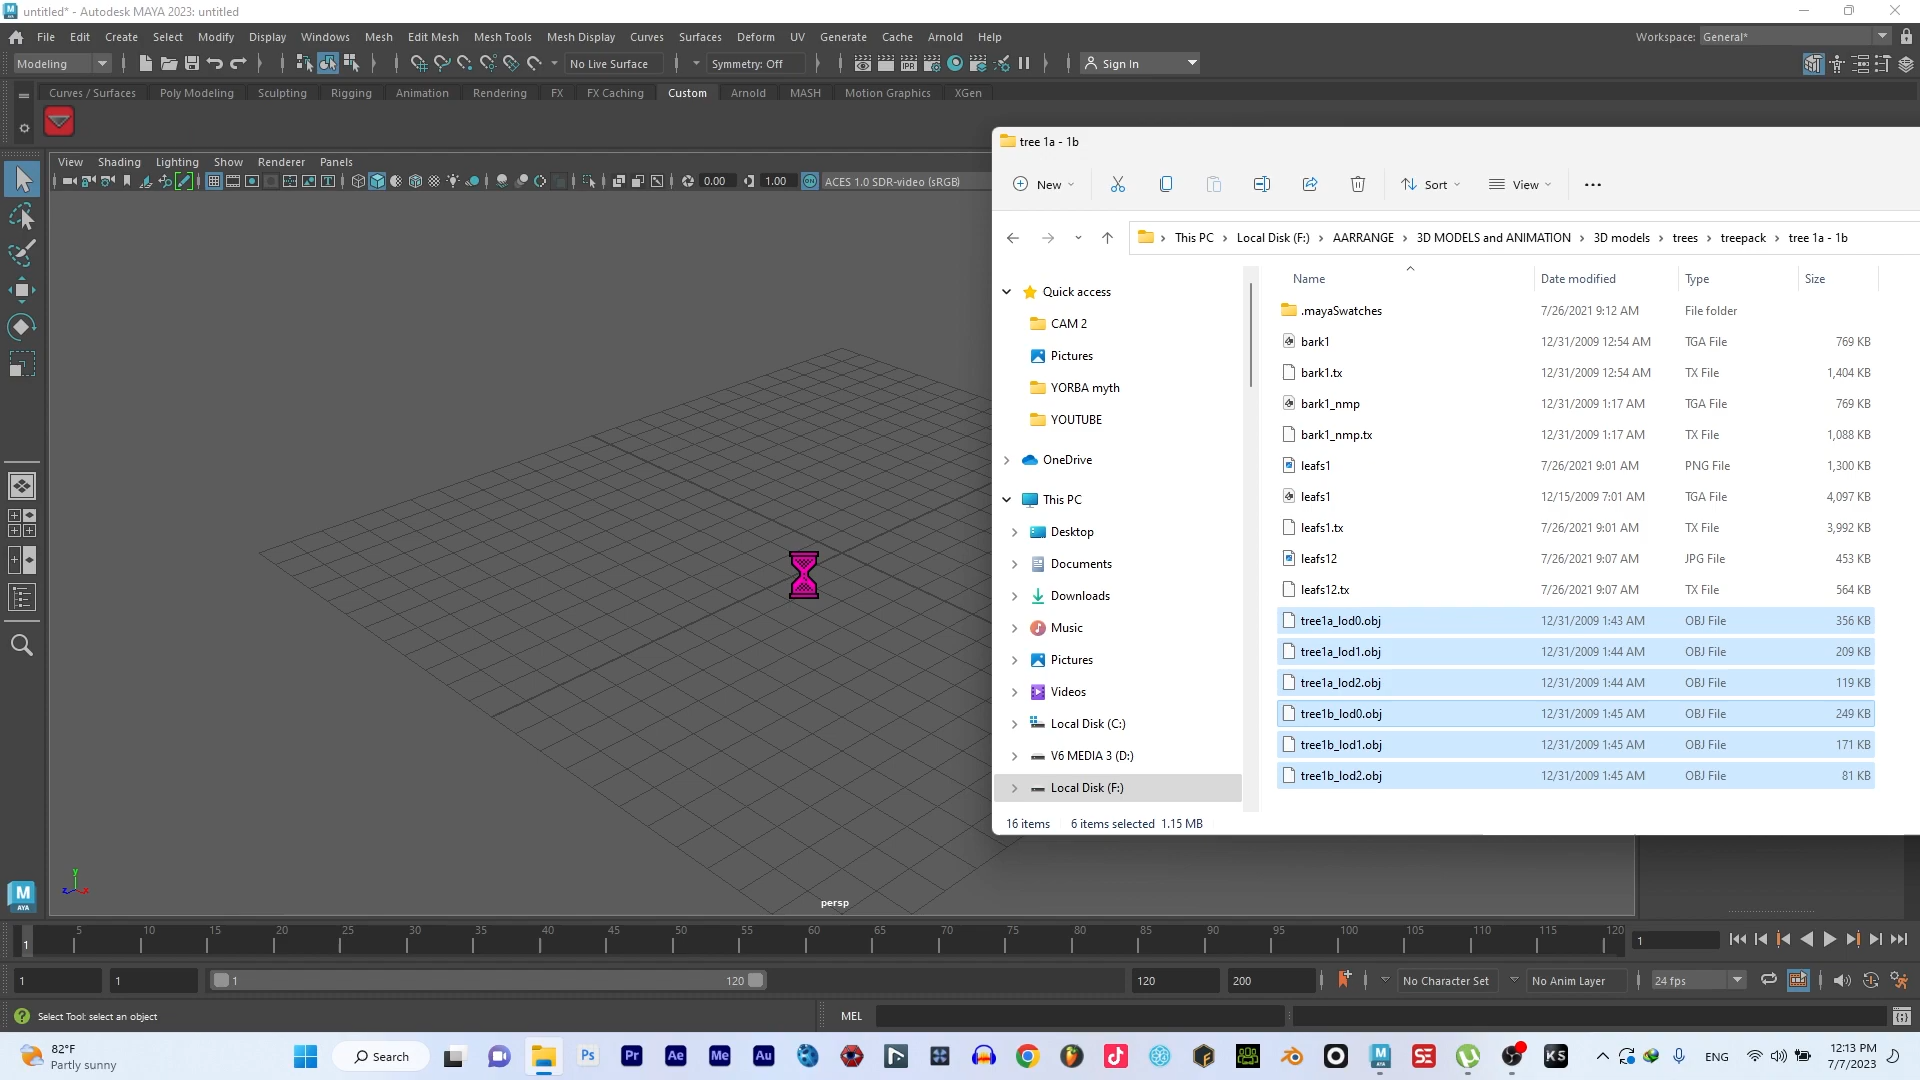 untitled* - Autodesk MAYA 2023: untitled
File Edit Create Select Modify Display Windows Mesh Edit Mesh Mesh Tools Mesh Display Curves Surfaces Deform UV Generate Cache Arnold Help Workspace: General*
Modeling No Live Surface Symmetry: Off Sign In
Curves / Surfaces Poly Modeling Sculpting Rigging Animation Rendering FX FX Caching Custom Arnold MASH Motion Graphics XGen
View Shading Lighting Show Renderer Panels
0.00 1.00 ACES 1.0 SDR-video (sRGB)
tree 1a - 1b
New Sort View
This PC Local Disk (F:) AARRANGE 3D MODELS and ANIMATION 3D models trees treepack tree 1a - 1b
Name Date modified Type Size
Quick access
CAM 2
Pictures
YORBA myth
YOUTUBE
OneDrive
This PC
Desktop
Documents
Downloads
Music
Pictures
Videos
Local Disk (C:)
V6 MEDIA 3 (D:)
Local Disk (F:)
.mayaSwatches 7/26/2021 9:12 AM File folder
bark1 12/31/2009 12:54 AM TGA File 769 KB
bark1.tx 12/31/2009 12:54 AM TX File 1,404 KB
bark1_nmp 12/31/2009 1:17 AM TGA File 769 KB
bark1_nmp.tx 12/31/2009 1:17 AM TX File 1,088 KB
leafs1 7/26/2021 9:01 AM PNG File 1,300 KB
leafs1 12/15/2009 7:01 AM TGA File 4,097 KB
leafs1.tx 7/26/2021 9:01 AM TX File 3,992 KB
leafs12 7/26/2021 9:07 AM JPG File 453 KB
leafs12.tx 7/26/2021 9:07 AM TX File 564 KB
tree1a_lod0.obj 12/31/2009 1:43 AM OBJ File 356 KB
tree1a_lod1.obj 12/31/2009 1:44 AM OBJ File 209 KB
tree1a_lod2.obj 12/31/2009 1:44 AM OBJ File 119 KB
tree1b_lod0.obj 12/31/2009 1:45 AM OBJ File 249 KB
tree1b_lod1.obj 12/31/2009 1:45 AM OBJ File 171 KB
tree1b_lod2.obj 12/31/2009 1:45 AM OBJ File 81 KB
16 items 6 items selected 1.15 MB
y
z x
persp
M
AYA
1 5 10 15 20 25 30 35 40 45 50 55 60 65 70 75 80 85 90 95 100 105 110 115 120 1
1 1 1 120 120 200 No Character Set No Anim Layer 24 fps
Select Tool: select an object MEL
82°F
Partly sunny
Search Ps Pr Ae Me Au M SE KS ENG
12:13 PM
7/7/2023